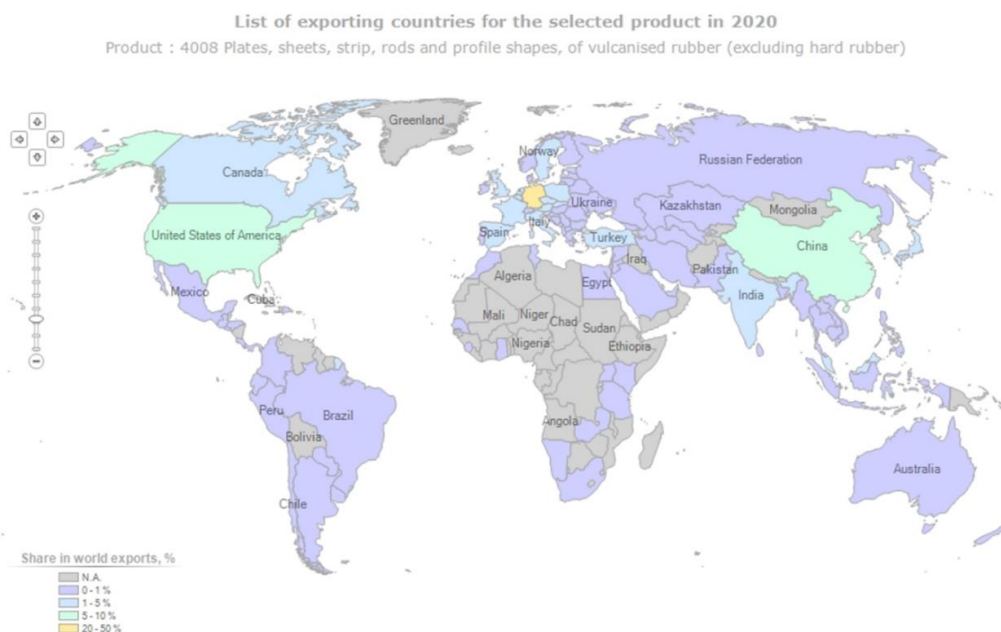 List of exporting countries for the selected product in 2020
Product : 4008 Plates, sheets, strip, rods and profile shapes, of vulcanised rubber (excluding hard rubber)
Greenland
Norway
Russian Federation
Canada
Ukraine
Kazakhstan
Mongolia
Italy
Spain
Turkey
United States of America
China
Iraq
Pakistan
Algeria
Egypt
India
Mexico
Cuba
Mali
Niger
Chad
Sudan
Nigeria
Ethiopia
Peru
Brazil
Angola
Bolivia
Australia
Chile
Share in world exports, %
N.A.
0 - 1 %
1 - 5 %
5 - 10 %
20 - 50 %